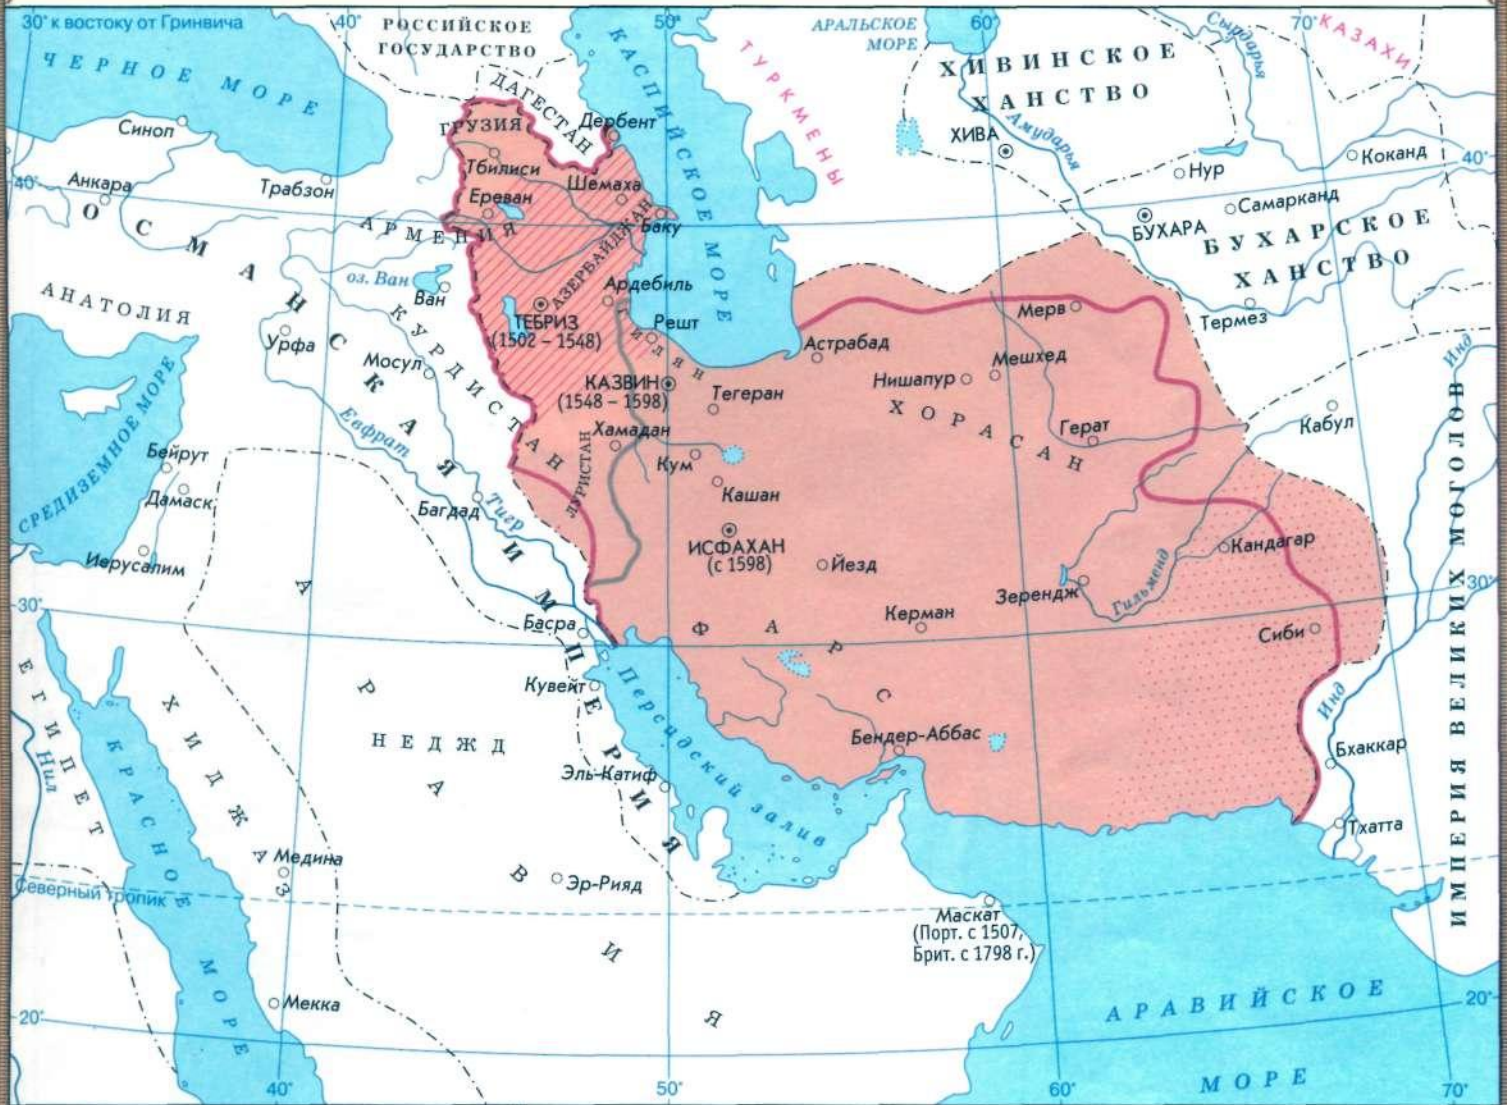 30° к востоку от Гринвича
40°
РОССИЙСКОЕ
ГОСУДАРСТВО
50°
АРАЛЬСКОЕ
МОРЕ
60°
Сырдарья
70°
КАЗАХИ
ЧЕРНОЕ МОРЕ
КАСПИЙСКОЕ МОРЕ
ТУРКМЕНЫ
ХИВИНСКОЕ
ХАНСТВО
ХИВА
Амударья
ДАГЕСТАН
ГРУЗИЯ
Дербент
Синоп
Тбилиси
Шемаха
Ереван
Баку
Анкара
Трабзон
40°
40°
Коканд
Нур
Самарканд
БУХАРА
БУХАРСКОЕ
ХАНСТВО
Термез
ОСМАНСКАЯ ИМПЕРИЯ
АРМЕНИЯ
АЗЕРБАЙДЖАН
оз. Ван
Ван
Ардебиль
АНАТОЛИЯ
ТЕБРИЗ
(1502 – 1548)
Решт
ГИЛЯН
КУРДИСТАН
Урфа
Мосул
КАЗВИН
(1548 – 1598)
Тегеран
Астрабад
Мерв
Мешхед
Нишапур
ХОРАСАН
Герат
Кабул
Инд
ИМПЕРИЯ ВЕЛИКИХ МОГОЛОВ
СРЕДИЗЕМНОЕ МОРЕ
Евфрат
Хамадан
ЛУРИСТАН
Кум
Кашан
Бейрут
Дамаск
Багдад
Тигр
ИСФАХАН
(с 1598)
Йезд
Кандагар
Иерусалим
Зерендж
Гильменд
30°
30°
Басра
ФАРС
Керман
Сиби
ЕГИПЕТ
Нил
КРАСНОЕ МОРЕ
ХИДЖАЗ
АРАВИЯ
НЕДЖД
Кувейт
Персидский залив
Бендер-Аббас
Инд
Бхаккар
Эль-Катиф
Тхатта
Медина
Северный тропик
Эр-Рияд
Маскат
(Порт. с 1507,
Брит. с 1798 г.)
Мекка
АРАВИЙСКОЕ
МОРЕ
20°
20°
40°
50°
60°
70°